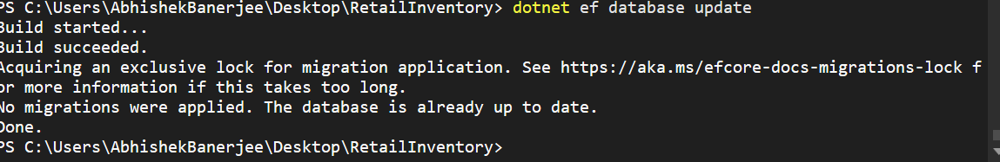 PS C:\Users\AbhishekBanerjee\Desktop\RetailInventory> dotnet ef database update
Build started...
Build succeeded.
Acquiring an exclusive lock for migration application. See https://aka.ms/efcore-docs-migrations-lock f
or more information if this takes too long.
No migrations were applied. The database is already up to date.
Done.
PS C:\Users\AbhishekBanerjee\Desktop\RetailInventory>